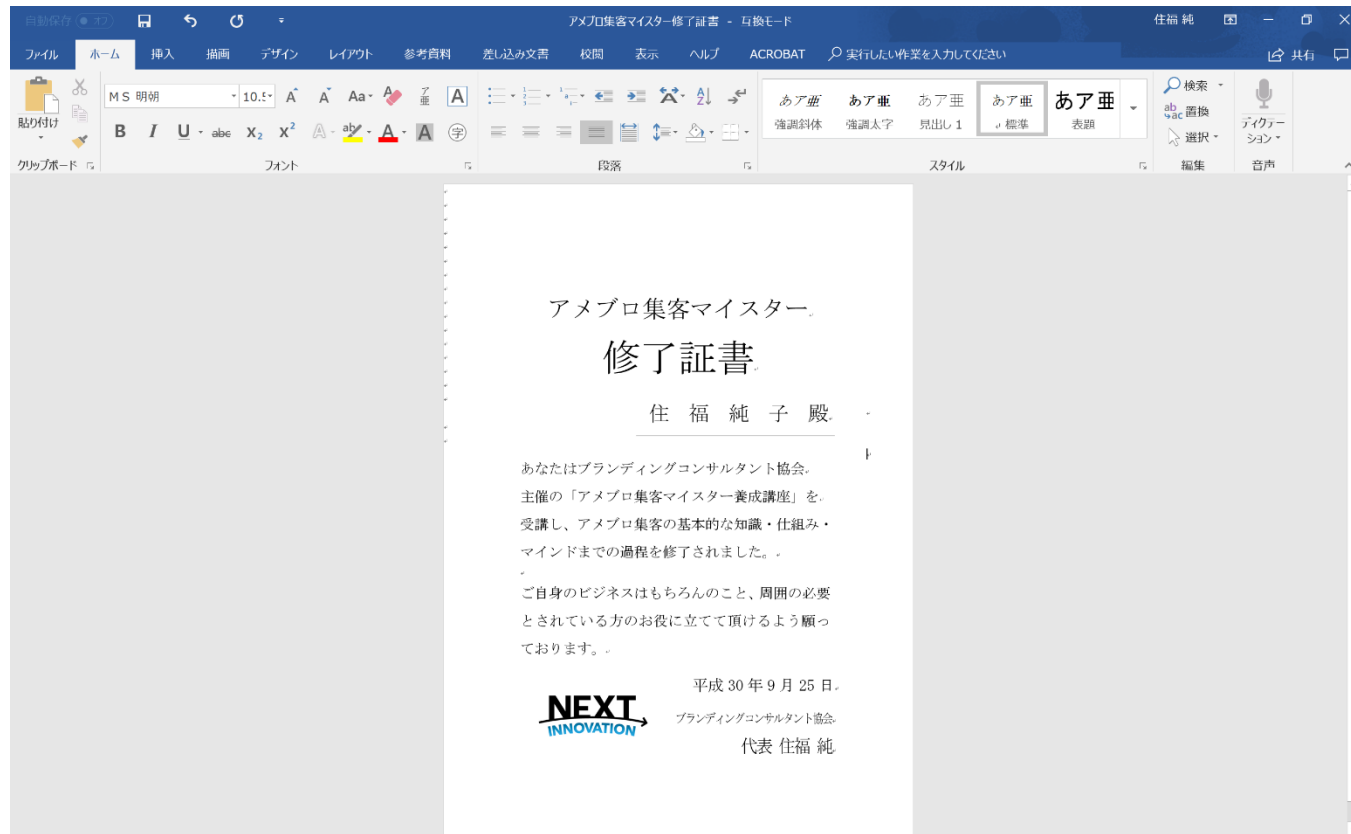 自動保存 オフ
アメブロ集客マイスター修了証書 - 互換モード
住福 純
ファイル ホーム 挿入 描画 デザイン レイアウト 参考資料 差し込み文書 校閲 表示 ヘルプ ACROBAT 実行したい作業を入力してください 共有
貼り付け
クリップボード
MS 明朝 10.5 A A Aa ア亜 A
B I U abc X₂ X² A aby A A 字
フォント
段落
あア亜 あア亜 あア亜 あア亜 あア亜
強調斜体 強調太字 見出し 1 標準 表題
スタイル
検索
置換
選択
編集
ディクテーション
音声
アメブロ集客マイスター
修了証書
住 福 純 子 殿
あなたはブランディングコンサルタント協会
主催の「アメブロ集客マイスター養成講座」を
受講し、アメブロ集客の基本的な知識・仕組み・
マインドまでの過程を修了されました。
ご自身のビジネスはもちろんのこと、周囲の必要
とされている方のお役に立てて頂けるよう願っ
ております。
平成 30 年 9 月 25 日
NEXT
INNOVATION
ブランディングコンサルタント協会
代表 住福 純